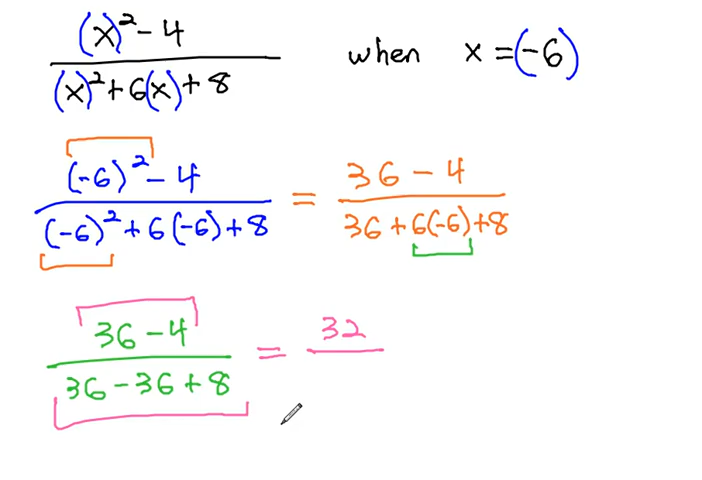 (x)² - 4
when x = (-6)
(x)² + 6(x) + 8
(-6)² - 4 = 36 - 4
(-6)² + 6(-6) + 8 36 + 6(-6) + 8
36 - 4 = 32
36 - 36 + 8